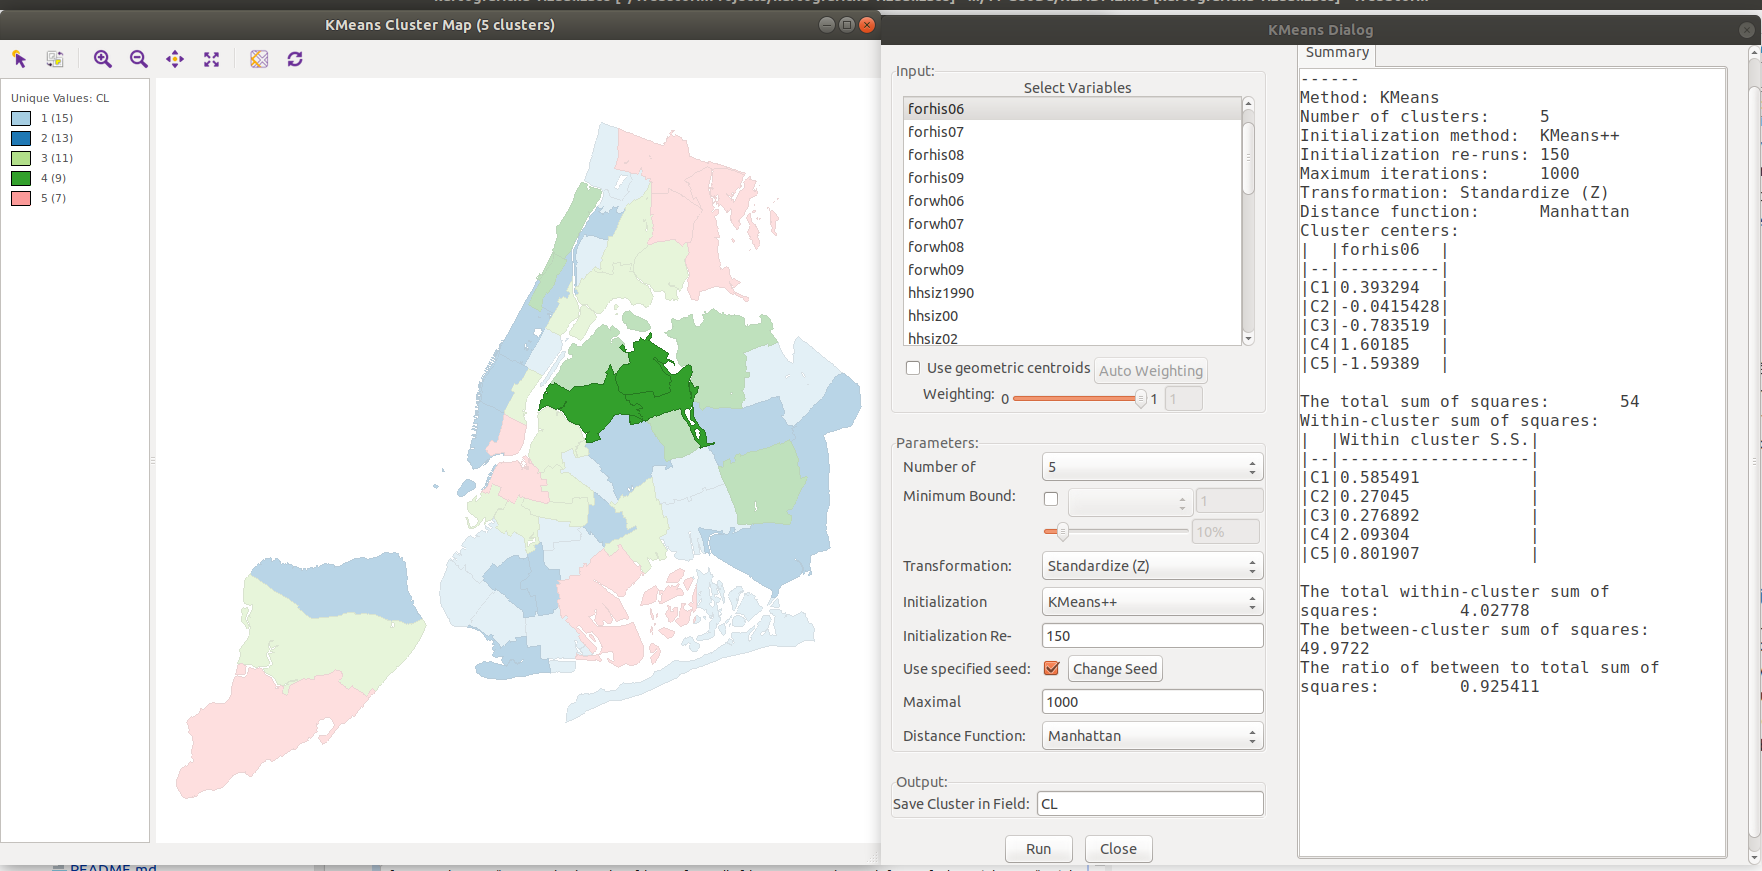 KMeans Cluster Map (5 clusters)
Unique Values: CL
1 (15)
2 (13)
3 (11)
4 (9)
5 (7)
KMeans Dialog
Input:
Select Variables
forhis06
forhis07
forhis08
forhis09
forwh06
forwh07
forwh08
forwh09
hhsiz1990
hhsiz00
hhsiz02
Use geometric centroids Auto Weighting
Weighting: 0 1 1
Parameters:
Number of 5
Minimum Bound: 1
10%
Transformation: Standardize (Z)
Initialization KMeans++
Initialization Re- 150
Use specified seed: Change Seed
Maximal 1000
Distance Function: Manhattan
Output:
Save Cluster in Field: CL
Run Close
Summary
------
Method: KMeans
Number of clusters: 5
Initialization method: KMeans++
Initialization re-runs: 150
Maximum iterations: 1000
Transformation: Standardize (Z)
Distance function: Manhattan
Cluster centers:
| |forhis06 |
|--|----------|
|C1|0.393294 |
|C2|-0.0415428|
|C3|-0.783519 |
|C4|1.60185 |
|C5|-1.59389 |
The total sum of squares: 54
Within-cluster sum of squares:
| |Within cluster S.S.|
|--|-------------------|
|C1|0.585491 |
|C2|0.27045 |
|C3|0.276892 |
|C4|2.09304 |
|C5|0.801907 |
The total within-cluster sum of
squares: 4.02778
The between-cluster sum of squares:
49.9722
The ratio of between to total sum of
squares: 0.925411
README.md